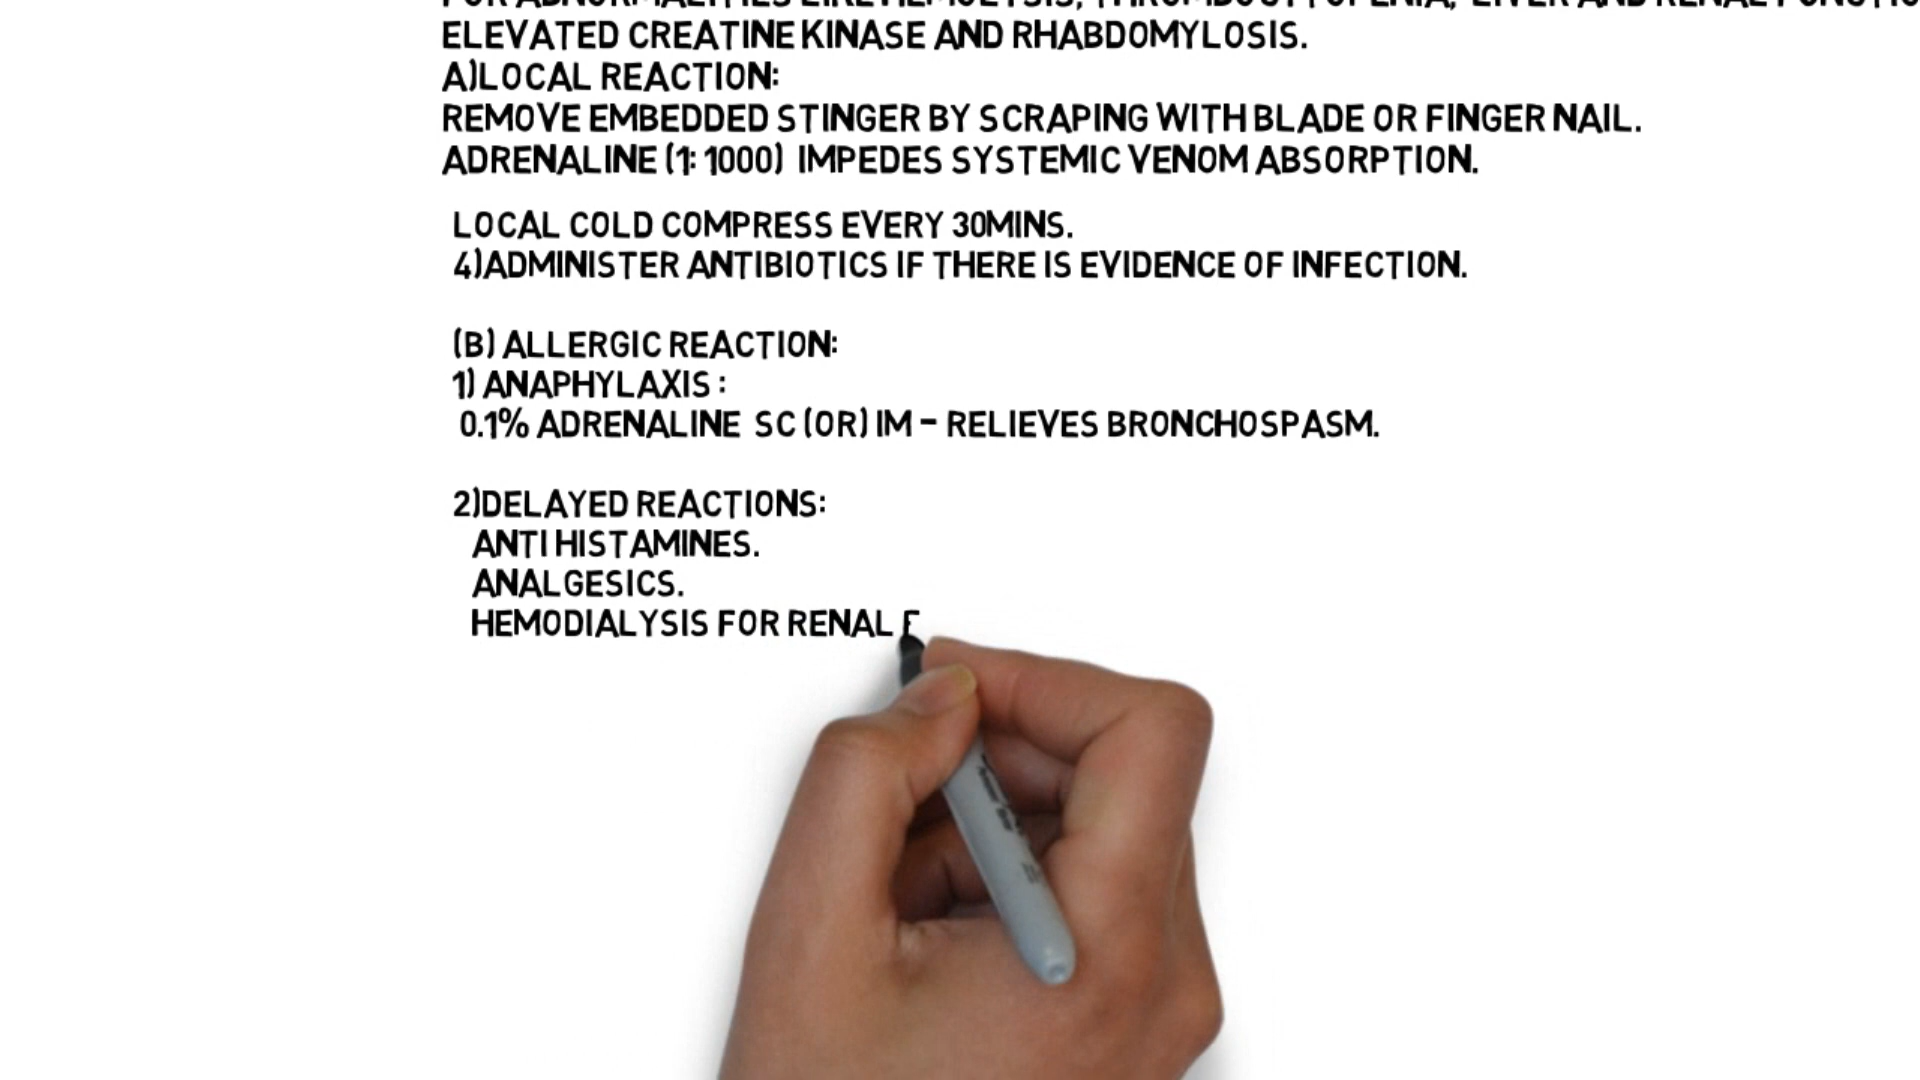 ELEVATED CREATINE KINASE AND RHABDOMYLOSIS.
A)LOCAL REACTION:
REMOVE EMBEDDED STINGER BY SCRAPING WITH BLADE OR FINGER NAIL.
ADRENALINE (1: 1000) IMPEDES SYSTEMIC VENOM ABSORPTION.
LOCAL COLD COMPRESS EVERY 30MINS.
4)ADMINISTER ANTIBIOTICS IF THERE IS EVIDENCE OF INFECTION.
(B) ALLERGIC REACTION:
1) ANAPHYLAXIS :
0.1% ADRENALINE SC (OR) IM - RELIEVES BRONCHOSPASM.
2)DELAYED REACTIONS:
ANTI HISTAMINES.
ANALGESICS.
HEMODIALYSIS FOR RENAL F